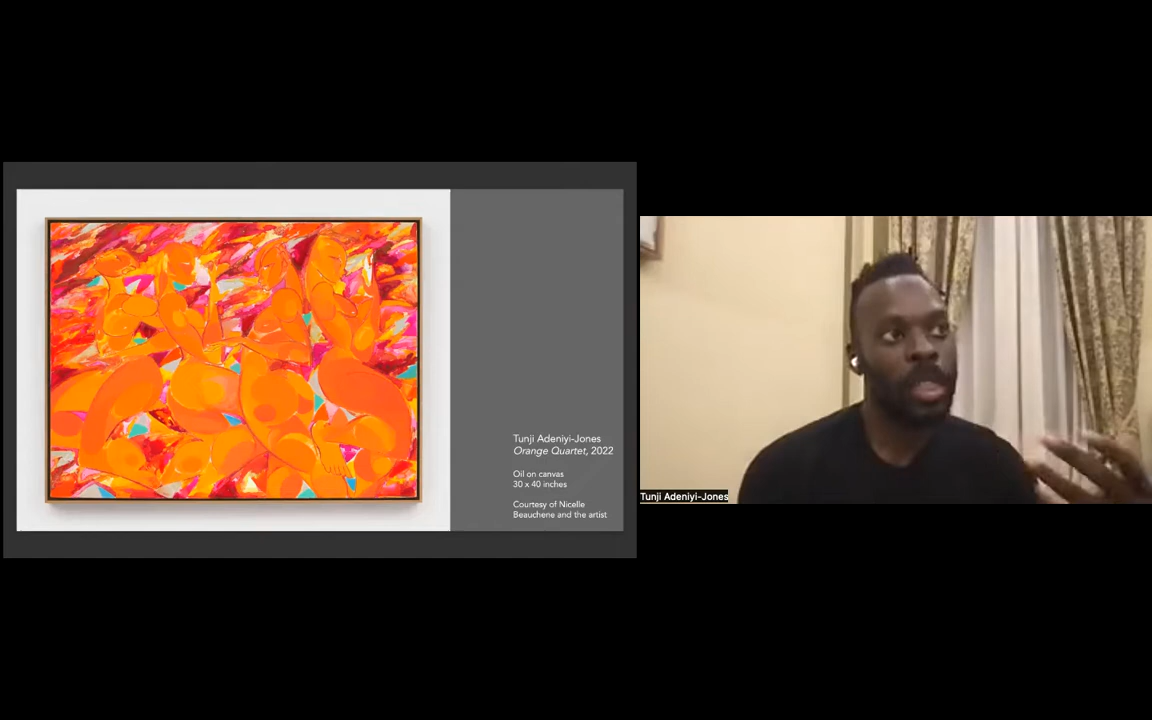 Tunji Adeniyi-Jones
Orange Quartet, 2022
Oil on canvas
30 x 40 inches
Courtesy of Nicelle
Beauchene and the artist
Tunji Adeniyi-Jones